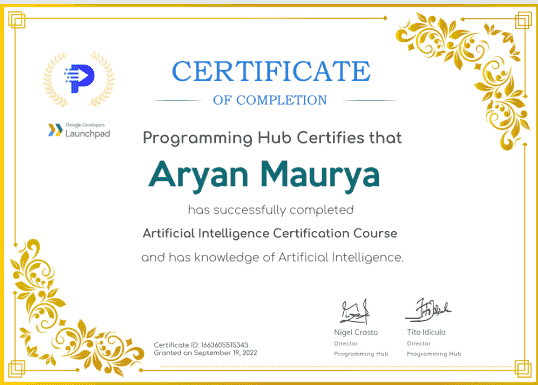 CERTIFICATE
OF COMPLETION
Google Developers
Launchpad
Programming Hub Certifies that
Aryan Maurya
has successfully completed
Artificial Intelligence Certification Course
and has knowledge of Artificial Intelligence.
Nigel Crasto
Director
Programming Hub
Tito Idicula
Director
Programming Hub
Certificate ID: 1663605515343
Granted on September 19, 2022